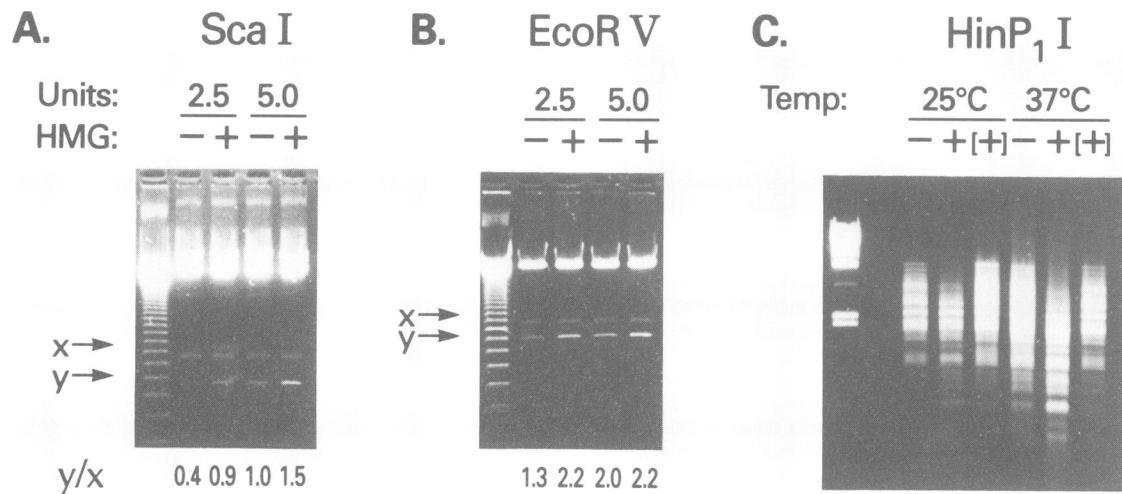 A. Sca I
Units: 2.5 5.0
HMG: − + − +
x
y
y/x 0.4 0.9 1.0 1.5
B. EcoR V
2.5 5.0
− + − +
x
y
1.3 2.2 2.0 2.2
C. HinP₁ I
Temp: 25°C 37°C
− + [+] − + [+]